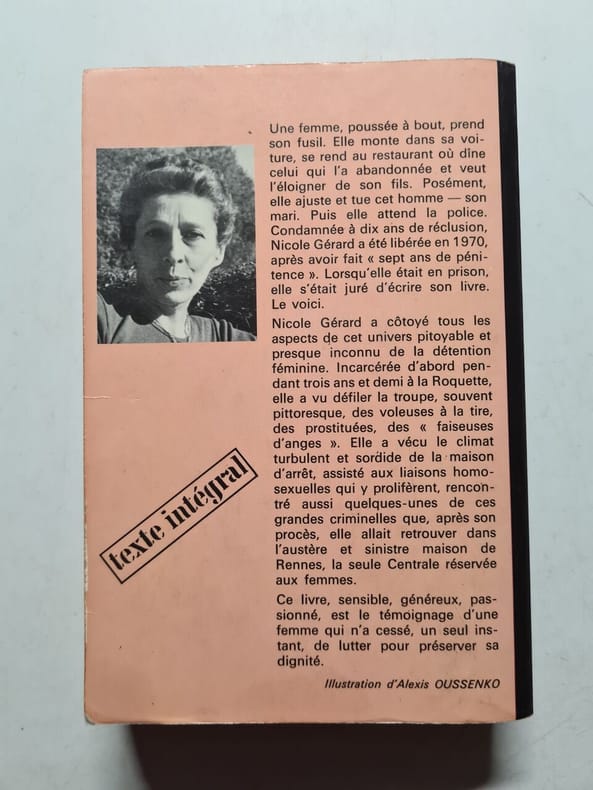 Une femme, poussée à bout, prend
son fusil. Elle monte dans sa voi-
ture, se rend au restaurant où dîne
celui qui l'a abandonnée et veut
l'éloigner de son fils. Posément,
elle ajuste et tue cet homme — son
mari. Puis elle attend la police.
Condamnée à dix ans de réclusion,
Nicole Gérard a été libérée en 1970,
après avoir fait « sept ans de péni-
tence ». Lorsqu'elle était en prison,
elle s'était juré d'écrire son livre.
Le voici.
Nicole Gérard a côtoyé tous les
aspects de cet univers pitoyable et
presque inconnu de la détention
féminine. Incarcérée d'abord pen-
dant trois ans et demi à la Roquette,
elle a vu défiler la troupe, souvent
pittoresque, des voleuses à la tire,
des prostituées, des « faiseuses
d'anges ». Elle a vécu le climat
turbulent et sordide de la maison
d'arrêt, assisté aux liaisons homo-
sexuelles qui y prolifèrent, rencon-
tré aussi quelques-unes de ces
grandes criminelles que, après son
procès, elle allait retrouver dans
l'austère et sinistre maison de
Rennes, la seule Centrale réservée
aux femmes.
Ce livre, sensible, généreux, pas-
sionné, est le témoignage d'une
femme qui n'a cessé, un seul ins-
tant, de lutter pour préserver sa
dignité.
Illustration d'Alexis OUSSENKO
texte intégral